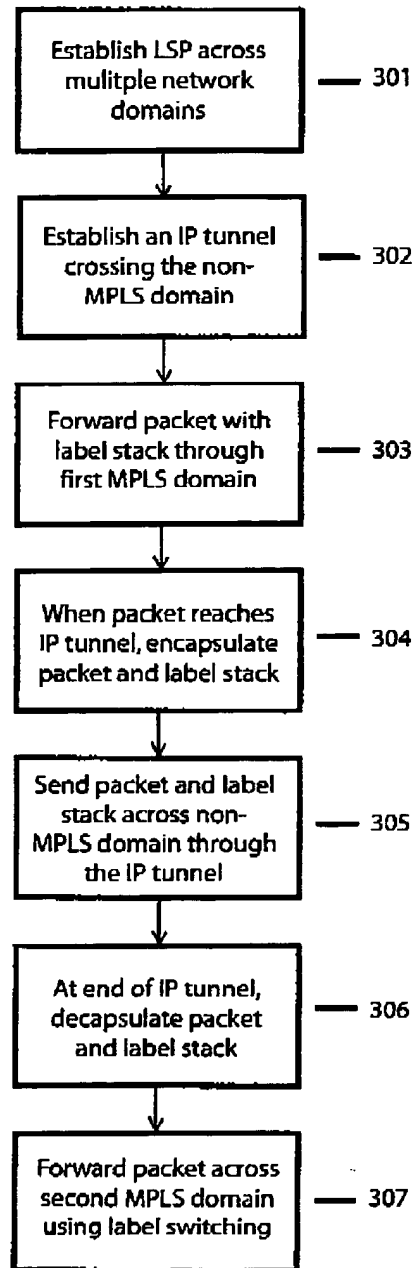 Establish LSP across
mulitple network
domains
301
Establish an IP tunnel
crossing the non-
MPLS domain
302
Forward packet with
label stack through
first MPLS domain
303
When packet reaches
IP tunnel, encapsulate
packet and label stack
304
Send packet and label
stack across non-
MPLS domain through
the IP tunnel
305
At end of IP tunnel,
decapsulate packet
and label stack
306
Forward packet across
second MPLS domain
using label switching
307